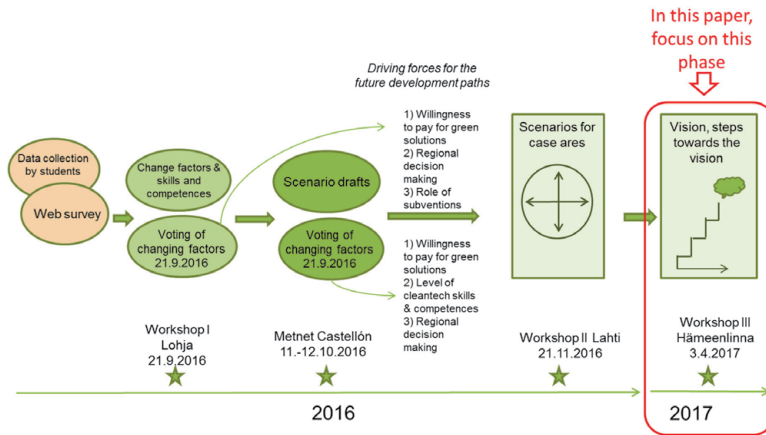 In this paper,
focus on this
phase
Driving forces for the
future development paths
1) Willingness
to pay for green
solutions
2) Regional
decision
making
3) Role of
subventions
Data collection
by students
Web survey
Change factors &
skills and
competences
Voting of
changing factors
21.9.2016
Scenario drafts
Voting of
changing factors
21.9.2016
1) Willingness
to pay for green
solutions
2) Level of
cleantech skills
& competences
3) Regional
decision
making
Scenarios for
case ares
Vision, steps
towards the
vision
Workshop I
Lohja
21.9.2016
Metnet Castellón
11.-12.10.2016
Workshop II Lahti
21.11.2016
Workshop III
Hämeenlinna
3.4.2017
2016
2017